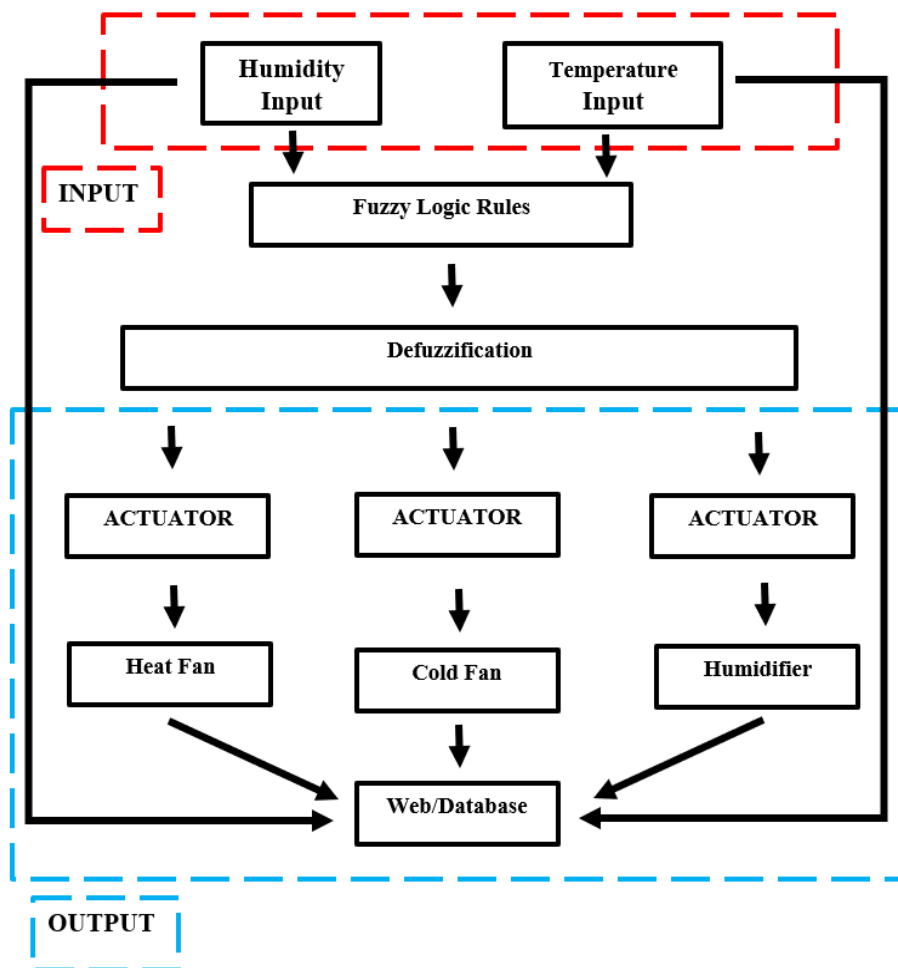 Humidity
Input
Temperature
Input
INPUT
Fuzzy Logic Rules
Defuzzification
ACTUATOR
ACTUATOR
ACTUATOR
Heat Fan
Cold Fan
Humidifier
Web/Database
OUTPUT